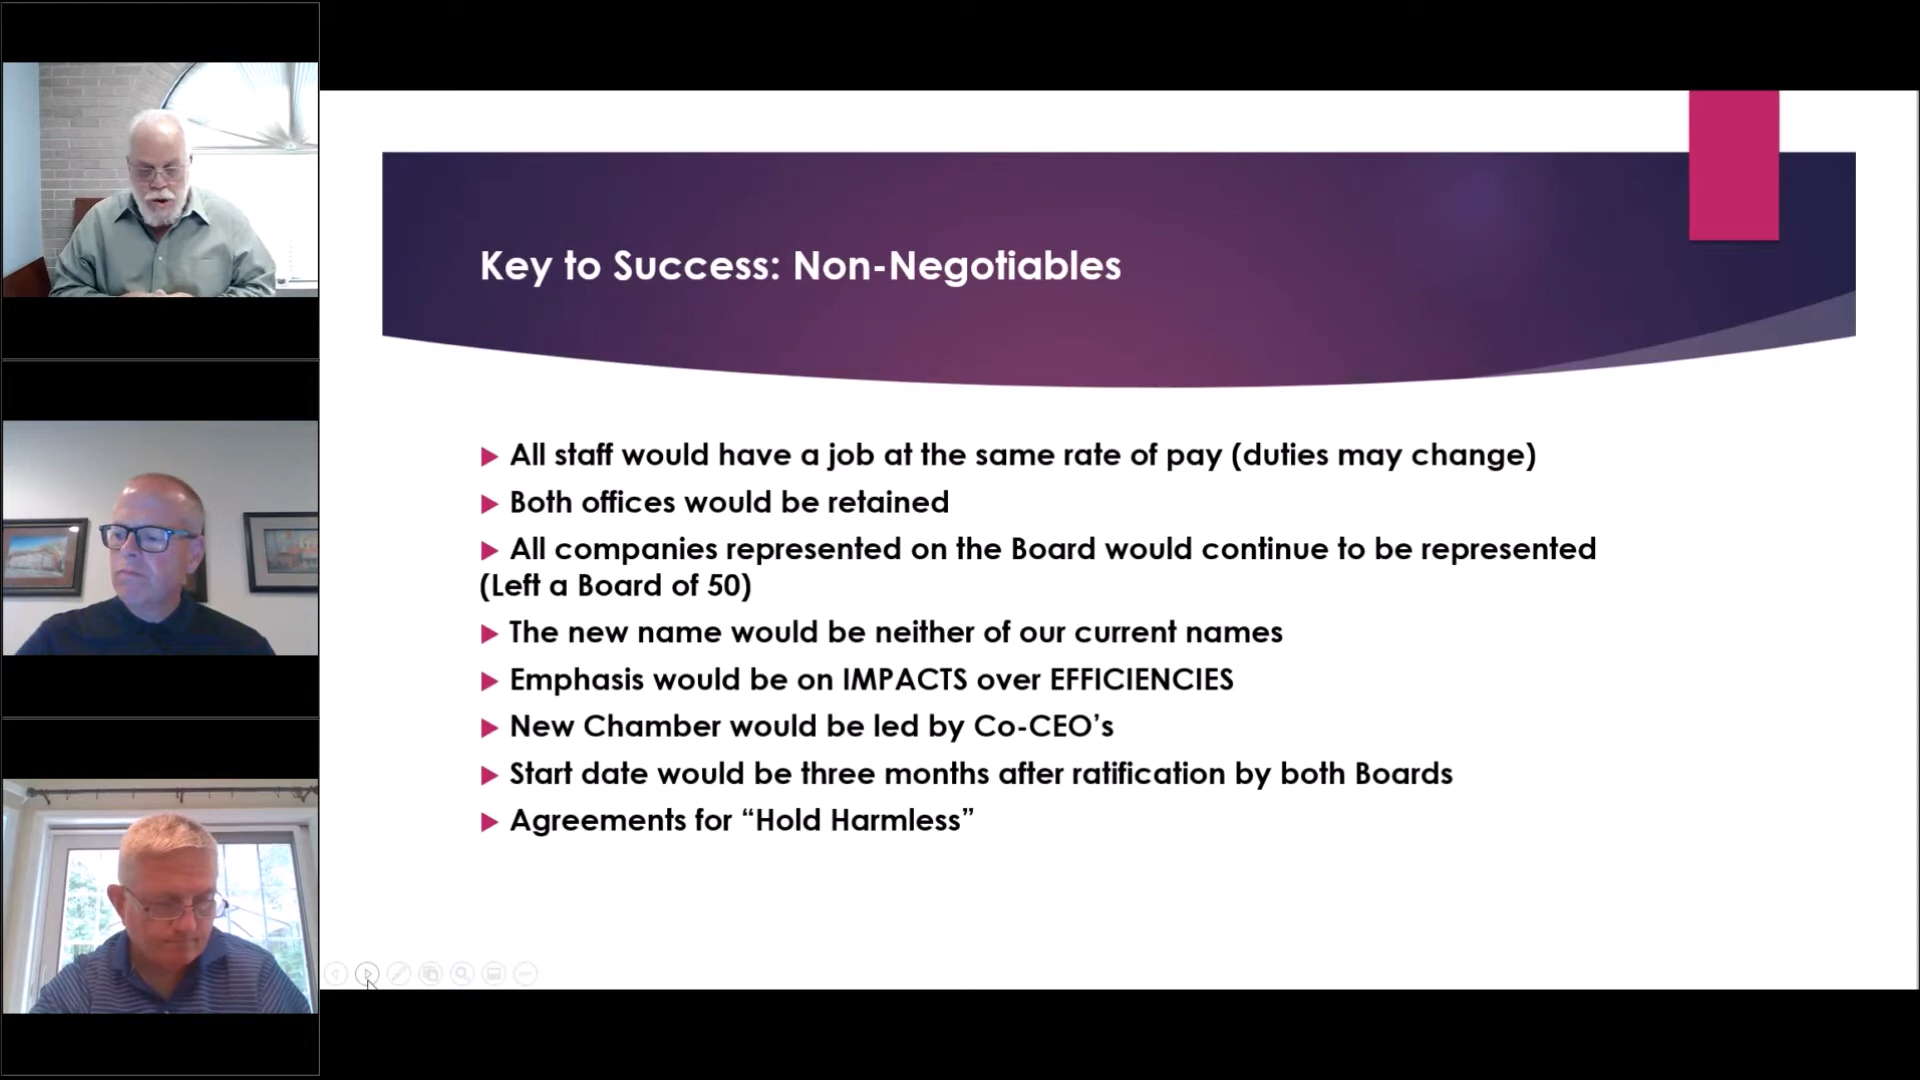 Key to Success: Non-Negotiables
All staff would have a job at the same rate of pay (duties may change)
Both offices would be retained
All companies represented on the Board would continue to be represented
(Left a Board of 50)
The new name would be neither of our current names
Emphasis would be on IMPACTS over EFFICIENCIES
New Chamber would be led by Co-CEO’s
Start date would be three months after ratification by both Boards
Agreements for “Hold Harmless”